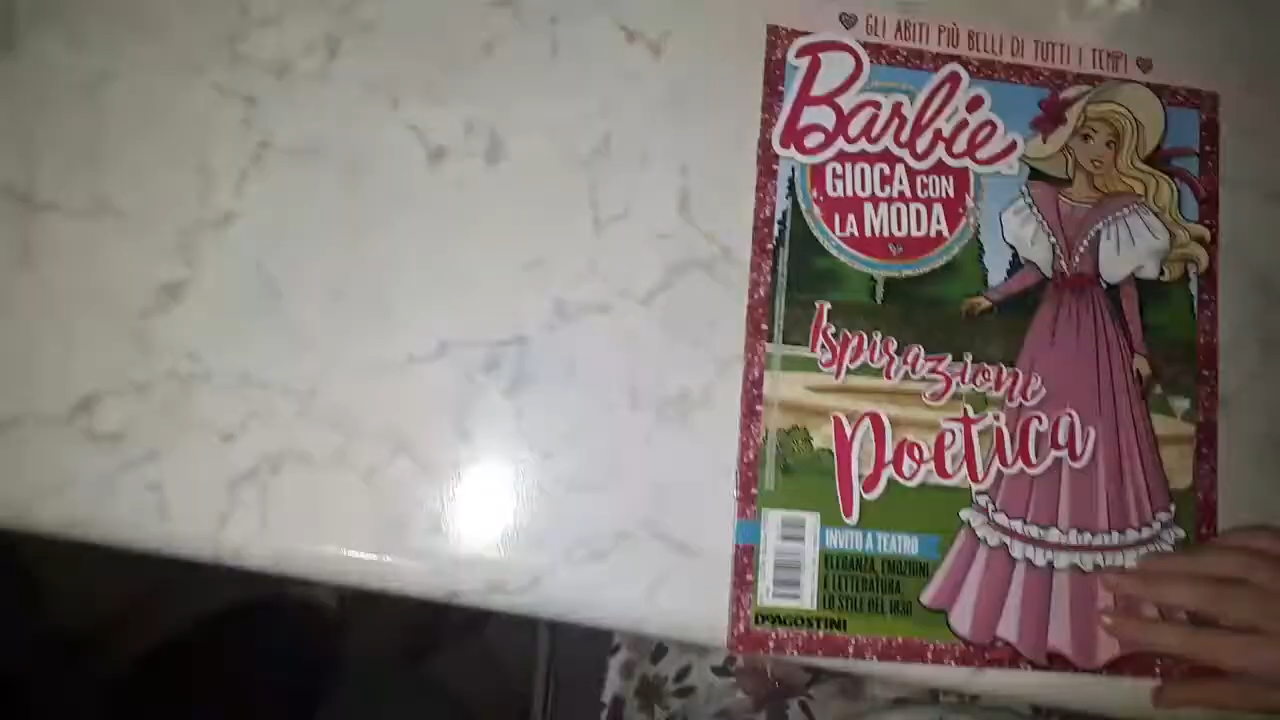 GLI ABITI PIÙ BELLI DI TUTTI I TEMPI
Barbie
GIOCA CON
LA MODA
Ispirazione
Poetica
INVITO A TEATRO
ELEGANZA, EMOZIONI
E LETTERATURA,
LO STILE DEL 1830
DeAGOSTINI